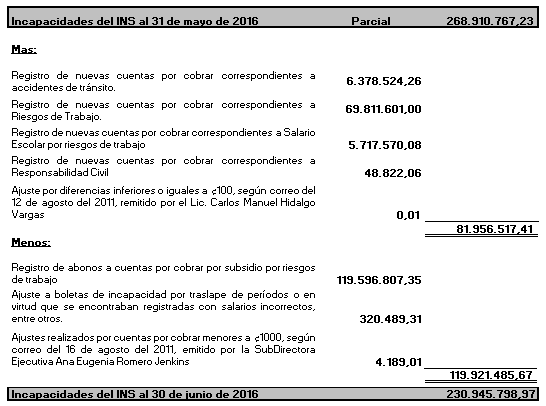 Incapacidades del INS al 31 de mayo de 2016 Parcial 268.910.767,23
Mas:
Registro de nuevas cuentas por cobrar correspondientes a
accidentes de tránsito. 6.378.524,26
Registro de nuevas cuentas por cobrar correspondientes a
Riesgos de Trabajo. 69.811.601,00
Registro de nuevas cuentas por cobrar correspondientes a Salario
Escolar por riesgos de trabajo 5.717.570,08
Registro de nuevas cuentas por cobrar correspondientes a
Responsabilidad Civil 48.822,06
Ajuste por diferencias inferiores o iguales a ¢100, según correo del
12 de agosto del 2011, remitido por el Lic. Carlos Manuel Hidalgo
Vargas 0,01
81.956.517,41
Menos:
Registro de abonos a cuentas por cobrar por subsidio por riesgos
de trabajo 119.596.807,35
Ajuste a boletas de incapacidad por traslape de períodos o en
virtud que se encontraban registradas con salarios incorrectos,
entre otros. 320.489,31
Ajustes realizados por cuentas por cobrar menores a ¢1000, según
correo del 16 de agosto del 2011, emitido por la SubDirectora
Ejecutiva Ana Eugenia Romero Jenkins 4.189,01
119.921.485,67
Incapacidades del INS al 30 de junio de 2016 230.945.798,97